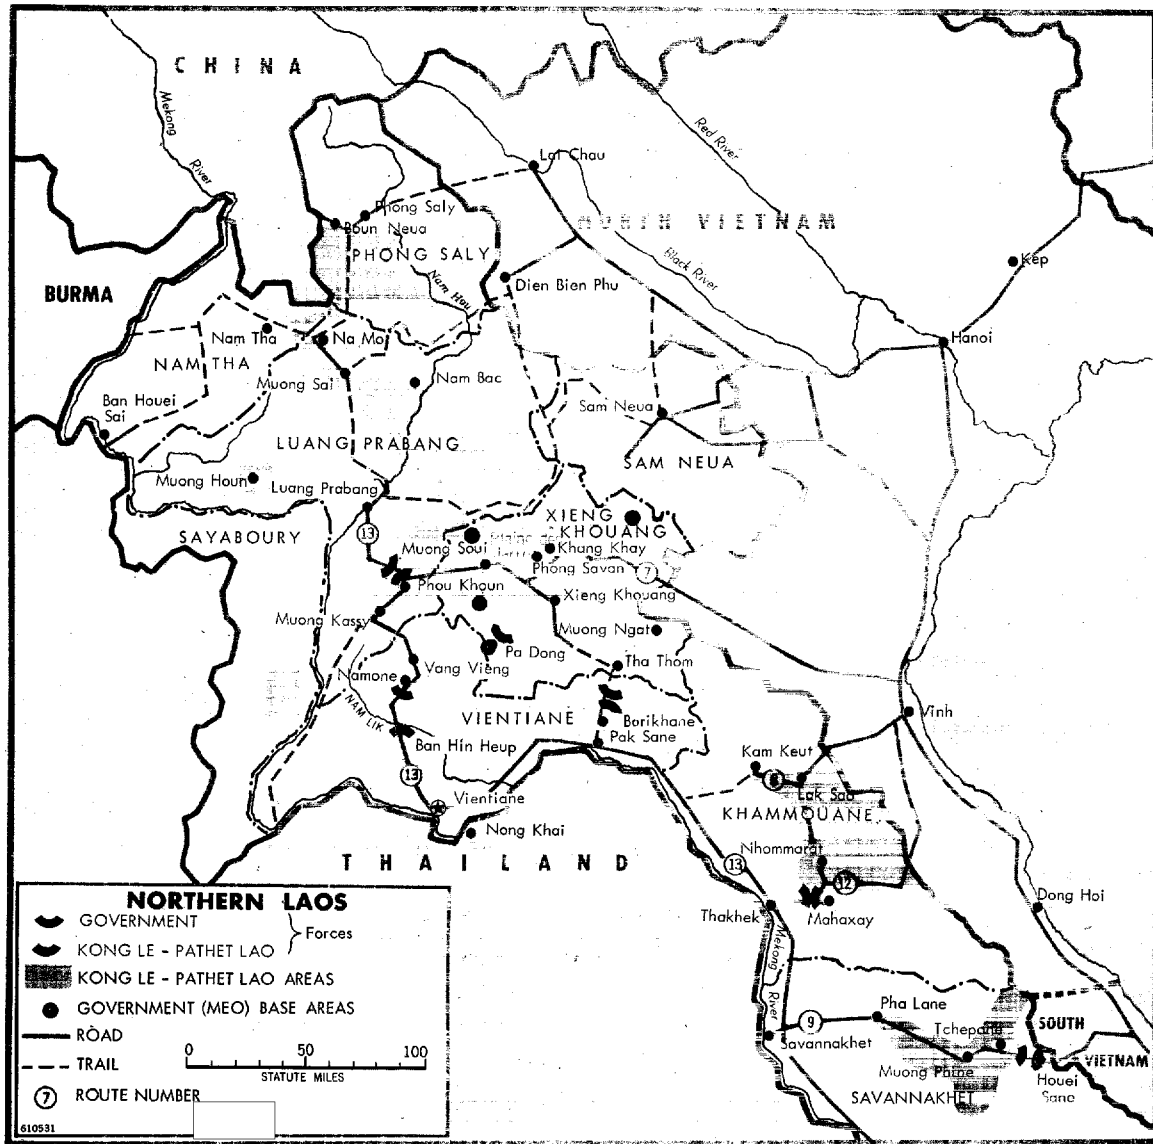 CHINA
Mekong
River
Red River
Lai Chau
Phong Saly
Boun Neua
NORTH VIETNAM
PHONG SALY
Black River
Kep
Nam Hou
BURMA
Dien Bien Phu
Nam Tha
Na Mo
Hanoi
NAM THA
Muong Sai
Nam Bac
Ban Houei
Sai
Sam Neua
LUANG PRABANG
SAM NEUA
Muong Houn
Luang Prabang
XIENG
KHOUANG
SAYABOURY
13
Muong Soui
Khang Khay
Phong Savan
7
Phou Khoun
Xieng Khouang
Muong Kassy
Muong Ngat
Pa Dong
Vang Vieng
Tha Thom
Namone
NAM LIK
VIENTIANE
Borikhane
Vinh
Pak Sane
Ban Hin Heup
Kam Keut
13
8
Vientiane
Lak Sao
KHAMMOUANE
Nong Khai
THAILAND
Nhommarat
13
12
Thakhek
Mahaxay
Dong Hoi
Mekong
River
Pha Lane
9
Tchepone
SOUTH
Savannakhet
VIETNAM
Muong Phine
Houei
Sane
SAVANNAKHET
NORTHERN LAOS
GOVERNMENT
Forces
KONG LE - PATHET LAO
KONG LE - PATHET LAO AREAS
GOVERNMENT (MEO) BASE AREAS
ROAD
TRAIL
0 50 100
STATUTE MILES
7 ROUTE NUMBER
610531